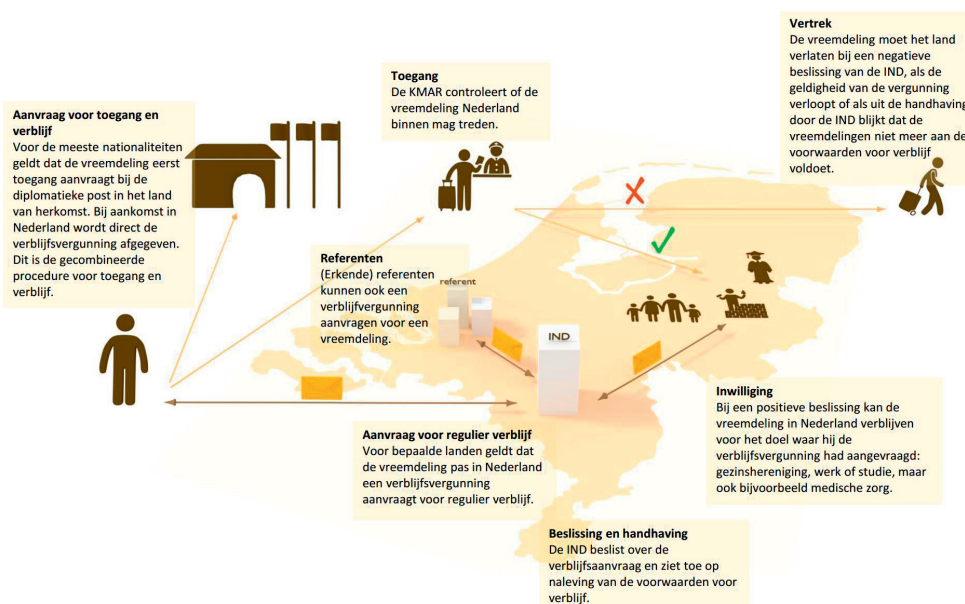 Aanvraag voor toegang en
verblijf
Voor de meeste nationaliteiten
geldt dat de vreemdeling eerst
toegang aanvraagt bij de
diplomatieke post in het land
van herkomst. Bij aankomst in
Nederland wordt direct de
verblijfsvergunning afgegeven.
Dit is de gecombineerde
procedure voor toegang en
verblijf.
Toegang
De KMAR controleert of de
vreemdeling Nederland
binnen mag treden.
Vertrek
De vreemdeling moet het land
verlaten bij een negatieve
beslissing van de IND, als de
geldigheid van de vergunning
verloopt of als uit de handhaving
door de IND blijkt dat de
vreemdelingen niet meer aan de
voorwaarden voor verblijf
voldoet.
Referenten
(Erkende) referenten
kunnen ook een
verblijfvergunning
aanvragen voor een
vreemdeling.
referent
IND
Aanvraag voor regulier verblijf
Voor bepaalde landen geldt dat
de vreemdeling pas in Nederland
een verblijfsvergunning
aanvraagt voor regulier verblijf.
Inwilliging
Bij een positieve beslissing kan de
vreemdeling in Nederland verblijven
voor het doel waar hij de
verblijfsvergunning had aangevraagd:
gezinshereniging, werk of studie, maar
ook bijvoorbeeld medische zorg.
Beslissing en handhaving
De IND beslist over de
verblijfsaanvraag en ziet toe op
naleving van de voorwaarden voor
verblijf.